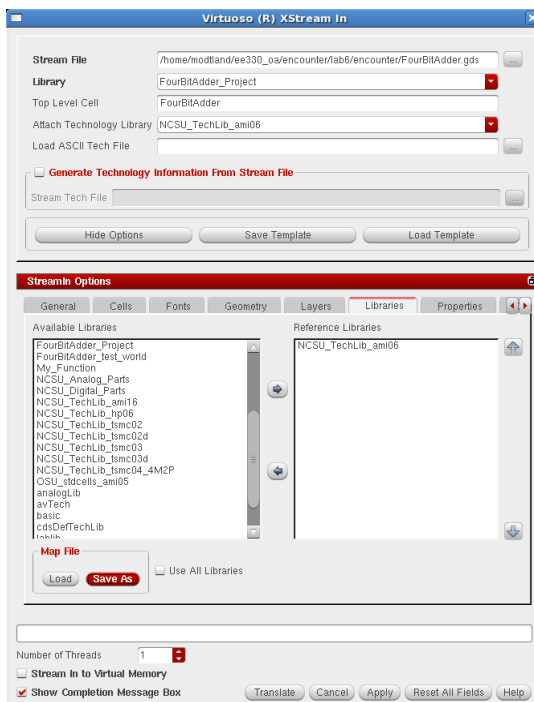 Virtuoso (R) XStream In
Stream File /home/modtland/ee330_oa/encounter/lab6/encounter/FourBitAdder.gds ...
Library FourBitAdder_Project
Top Level Cell FourBitAdder
Attach Technology Library NCSU_TechLib_ami06
Load ASCII Tech File ...
Generate Technology Information From Stream File
Stream Tech File ...
Hide Options Save Template Load Template
StreamIn Options
General Cells Fonts Geometry Layers Libraries Properties
Available Libraries Reference Libraries
FourBitAdder_Project NCSU_TechLib_ami06
FourBitAdder_test_world
My_Function
NCSU_Analog_Parts
NCSU_Digital_Parts
NCSU_TechLib_ami16
NCSU_TechLib_hp06
NCSU_TechLib_tsmc02
NCSU_TechLib_tsmc02d
NCSU_TechLib_tsmc03
NCSU_TechLib_tsmc03d
NCSU_TechLib_tsmc04_4M2P
OSU_stdcells_ami05
analogLib
avTech
basic
cdsDefTechLib
Map File
Load Save As Use All Libraries
Number of Threads 1
Stream In to Virtual Memory
Show Completion Message Box Translate Cancel Apply Reset All Fields Help